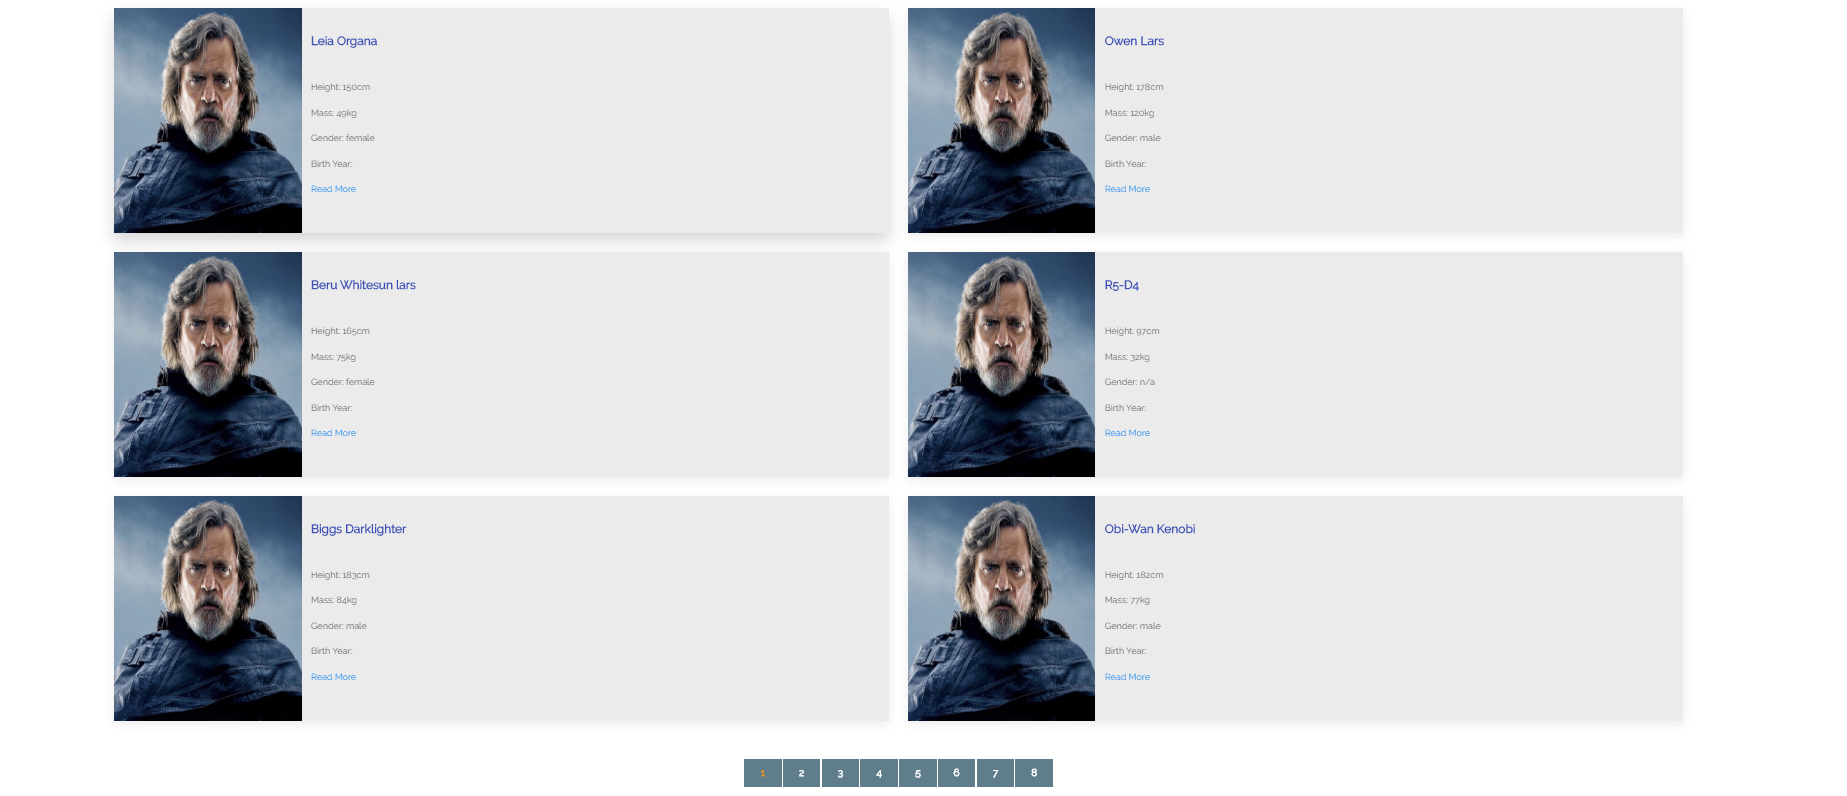 Leia Organa
Height: 150cm
Mass: 49kg
Gender: female
Birth Year:
Read More
Owen Lars
Height: 178cm
Mass: 120kg
Gender: male
Birth Year:
Read More
Beru Whitesun lars
Height: 165cm
Mass: 75kg
Gender: female
Birth Year:
Read More
R5-D4
Height: 97cm
Mass: 32kg
Gender: n/a
Birth Year:
Read More
Biggs Darklighter
Height: 183cm
Mass: 84kg
Gender: male
Birth Year:
Read More
Obi-Wan Kenobi
Height: 182cm
Mass: 77kg
Gender: male
Birth Year:
Read More
1 2 3 4 5 6 7 8